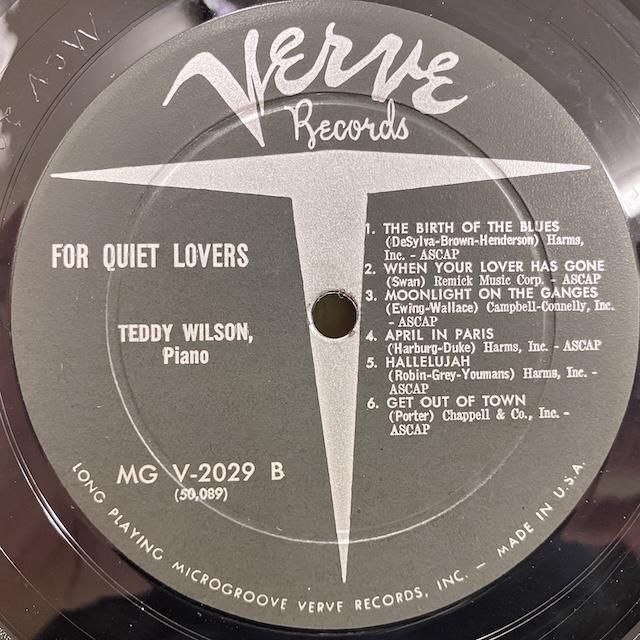 VERVE
Records
FOR QUIET LOVERS
TEDDY WILSON,
Piano
1. THE BIRTH OF THE BLUES
(DeSylva-Brown-Henderson) Harms,
Inc. - ASCAP
2. WHEN YOUR LOVER HAS GONE
(Swan) Remick Music Corp. - ASCAP
3. MOONLIGHT ON THE GANGES
(Ewing-Wallace) Campbell-Connelly, Inc.
- ASCAP
4. APRIL IN PARIS
(Harburg-Duke) Harms, Inc. - ASCAP
5. HALLELUJAH
(Robin-Grey-Youmans) Harms, Inc. -
ASCAP
6. GET OUT OF TOWN
(Porter) Chappell & Co., Inc. -
ASCAP
MG V-2029 B
(50,089)
LONG PLAYING MICROGROOVE VERVE RECORDS, INC. — MADE IN U.S.A.